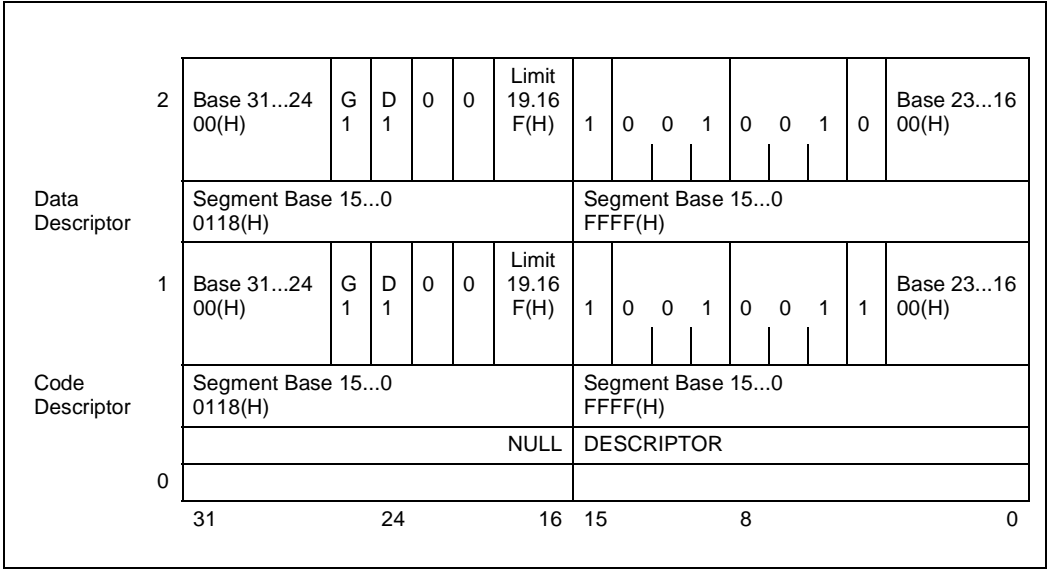 Limit
2 Base 31...24 G D 0 0 19.16 Base 23...16
00(H) 1 1 F(H) 1 0 0 1 0 0 1 0 00(H)
Data Segment Base 15...0 Segment Base 15...0
Descriptor 0118(H) FFFF(H)
Limit
1 Base 31...24 G D 0 0 19.16 Base 23...16
00(H) 1 1 F(H) 1 0 0 1 0 0 1 1 00(H)
Code Segment Base 15...0 Segment Base 15...0
Descriptor 0118(H) FFFF(H)
NULL DESCRIPTOR
0
31 24 16 15 8 0